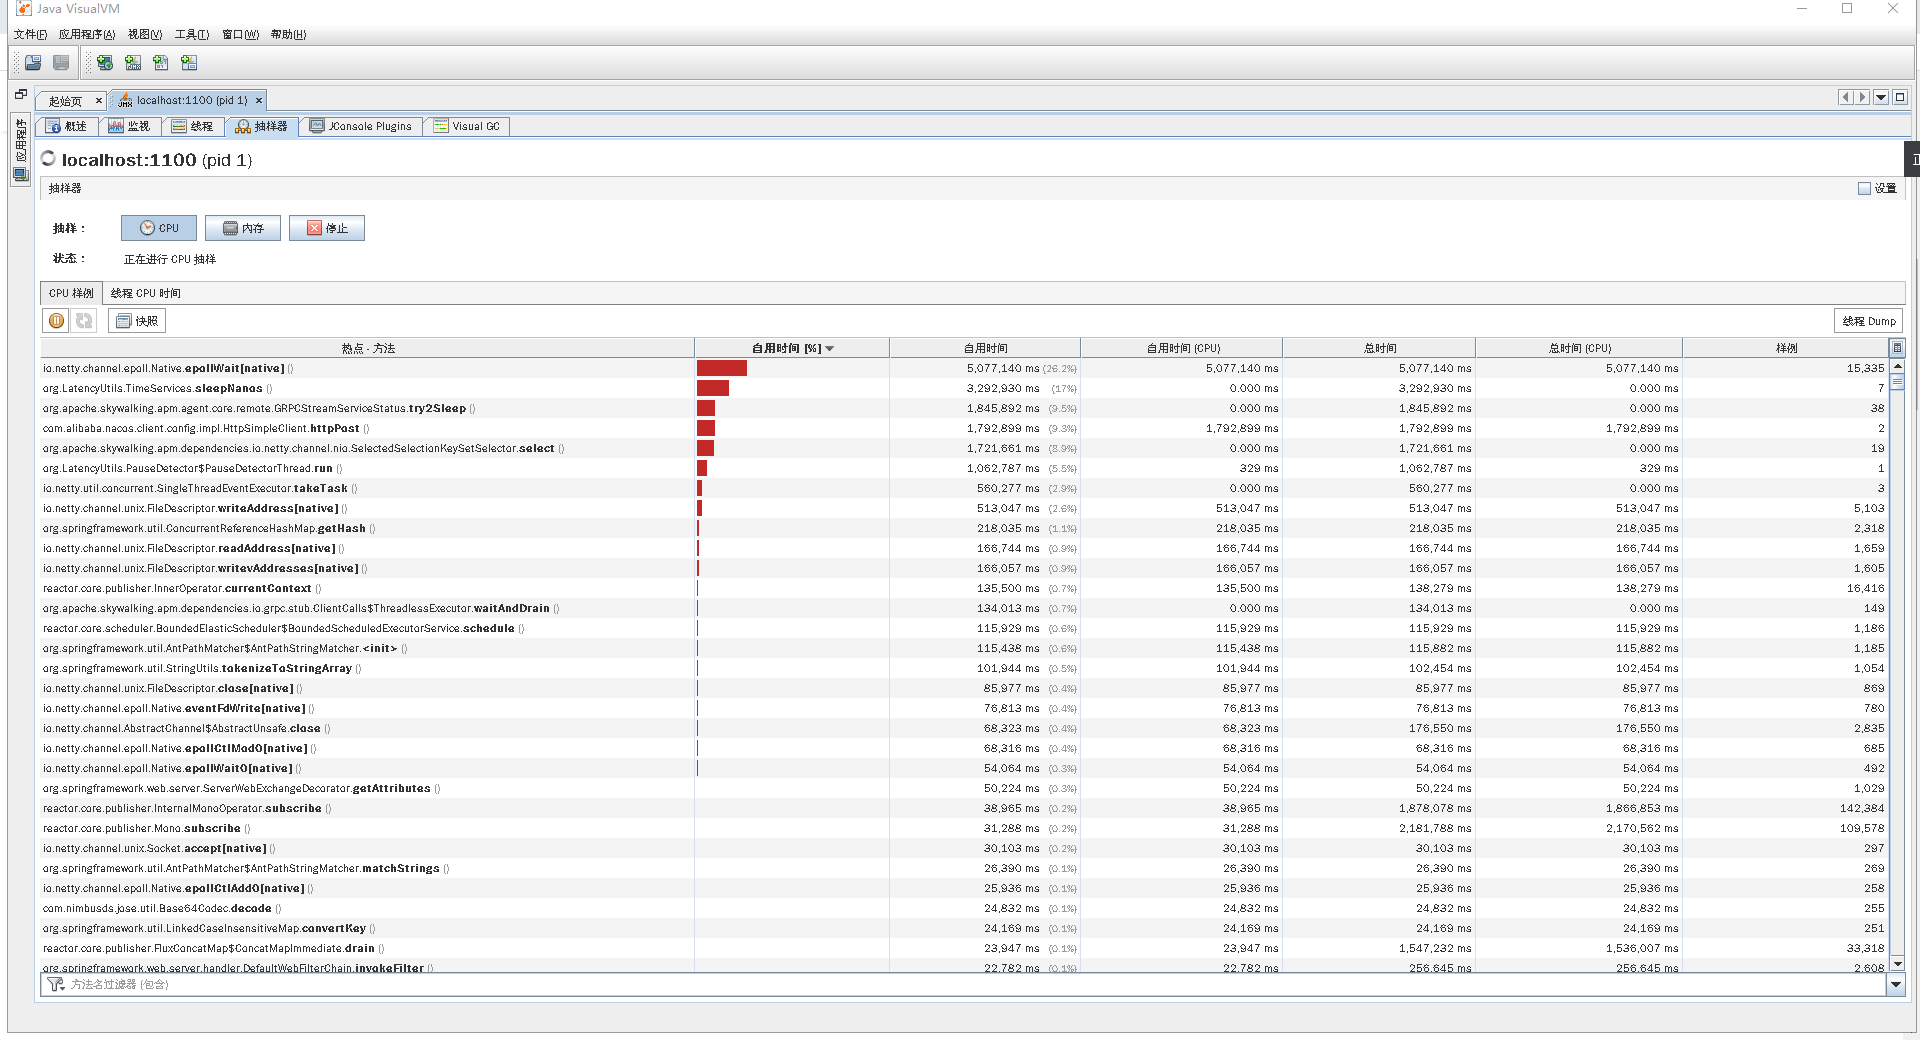 Java VisualVM
文件(F) 应用程序(A) 视图(V) 工具(T) 窗口(W) 帮助(H)
起始页 × localhost:1100 (pid 1) ×
概述 监视 线程 抽样器 JConsole Plugins Visual GC
应用程序
localhost:1100 (pid 1)
抽样器 设置
抽样： CPU 内存 停止
状态： 正在进行 CPU 抽样
CPU 样例 线程 CPU 时间
快照 线程 Dump
热点 - 方法 自用时间 [%] 自用时间 自用时间 (CPU) 总时间 总时间 (CPU) 样例
io.netty.channel.epoll.Native.epollWait[native] () 5,077,140 ms (26.2%) 5,077,140 ms 5,077,140 ms 5,077,140 ms 15,335
org.LatencyUtils.TimeServices.sleepNanos () 3,292,930 ms (17%) 0.000 ms 3,292,930 ms 0.000 ms 7
org.apache.skywalking.apm.agent.core.remote.GRPCStreamServiceStatus.try2Sleep () 1,845,892 ms (9.5%) 0.000 ms 1,845,892 ms 0.000 ms 38
com.alibaba.nacos.client.config.impl.HttpSimpleClient.httpPost () 1,792,899 ms (9.3%) 1,792,899 ms 1,792,899 ms 1,792,899 ms 2
org.apache.skywalking.apm.dependencies.io.netty.channel.nio.SelectedSelectionKeySetSelector.select () 1,721,661 ms (8.9%) 0.000 ms 1,721,661 ms 0.000 ms 19
org.LatencyUtils.PauseDetector$PauseDetectorThread.run () 1,062,787 ms (5.5%) 329 ms 1,062,787 ms 329 ms 1
io.netty.util.concurrent.SingleThreadEventExecutor.takeTask () 560,277 ms (2.9%) 0.000 ms 560,277 ms 0.000 ms 3
io.netty.channel.unix.FileDescriptor.writeAddress[native] () 513,047 ms (2.6%) 513,047 ms 513,047 ms 513,047 ms 5,103
org.springframework.util.ConcurrentReferenceHashMap.getHash () 218,035 ms (1.1%) 218,035 ms 218,035 ms 218,035 ms 2,318
io.netty.channel.unix.FileDescriptor.readAddress[native] () 166,744 ms (0.9%) 166,744 ms 166,744 ms 166,744 ms 1,659
io.netty.channel.unix.FileDescriptor.writevAddresses[native] () 166,057 ms (0.9%) 166,057 ms 166,057 ms 166,057 ms 1,605
reactor.core.publisher.InnerOperator.currentContext () 135,500 ms (0.7%) 135,500 ms 138,279 ms 138,279 ms 16,416
org.apache.skywalking.apm.dependencies.io.grpc.stub.ClientCalls$ThreadlessExecutor.waitAndDrain () 134,013 ms (0.7%) 0.000 ms 134,013 ms 0.000 ms 149
reactor.core.scheduler.BoundedElasticScheduler$BoundedScheduledExecutorService.schedule () 115,929 ms (0.6%) 115,929 ms 115,929 ms 115,929 ms 1,186
org.springframework.util.AntPathMatcher$AntPathStringMatcher.<init> () 115,438 ms (0.6%) 115,438 ms 115,882 ms 115,882 ms 1,185
org.springframework.util.StringUtils.tokenizeToStringArray () 101,944 ms (0.5%) 101,944 ms 102,454 ms 102,454 ms 1,054
io.netty.channel.unix.FileDescriptor.close[native] () 85,977 ms (0.4%) 85,977 ms 85,977 ms 85,977 ms 869
io.netty.channel.epoll.Native.eventFdWrite[native] () 76,813 ms (0.4%) 76,813 ms 76,813 ms 76,813 ms 780
io.netty.channel.AbstractChannel$AbstractUnsafe.close () 68,323 ms (0.4%) 68,323 ms 176,550 ms 176,550 ms 2,835
io.netty.channel.epoll.Native.epollCtlMod0[native] () 68,316 ms (0.4%) 68,316 ms 68,316 ms 68,316 ms 685
io.netty.channel.epoll.Native.epollWait0[native] () 54,064 ms (0.3%) 54,064 ms 54,064 ms 54,064 ms 492
org.springframework.web.server.ServerWebExchangeDecorator.getAttributes () 50,224 ms (0.3%) 50,224 ms 50,224 ms 50,224 ms 1,029
reactor.core.publisher.InternalMonoOperator.subscribe () 38,965 ms (0.2%) 38,965 ms 1,878,078 ms 1,866,853 ms 142,384
reactor.core.publisher.Mono.subscribe () 31,288 ms (0.2%) 31,288 ms 2,181,788 ms 2,170,562 ms 109,578
io.netty.channel.unix.Socket.accept[native] () 30,103 ms (0.2%) 30,103 ms 30,103 ms 30,103 ms 297
org.springframework.util.AntPathMatcher$AntPathStringMatcher.matchStrings () 26,390 ms (0.1%) 26,390 ms 26,390 ms 26,390 ms 269
io.netty.channel.epoll.Native.epollCtlAdd0[native] () 25,936 ms (0.1%) 25,936 ms 25,936 ms 25,936 ms 258
com.nimbusds.jose.util.Base64Codec.decode () 24,832 ms (0.1%) 24,832 ms 24,832 ms 24,832 ms 255
org.springframework.util.LinkedCaseInsensitiveMap.convertKey () 24,169 ms (0.1%) 24,169 ms 24,169 ms 24,169 ms 251
reactor.core.publisher.FluxConcatMap$ConcatMapImmediate.drain () 23,947 ms (0.1%) 23,947 ms 1,547,232 ms 1,536,007 ms 33,318
org.springframework.web.server.handler.DefaultWebFilterChain.invokeFilter () 22,782 ms (0.1%) 22,782 ms 256,645 ms 256,645 ms 2,608
方法名过滤器 (包含)